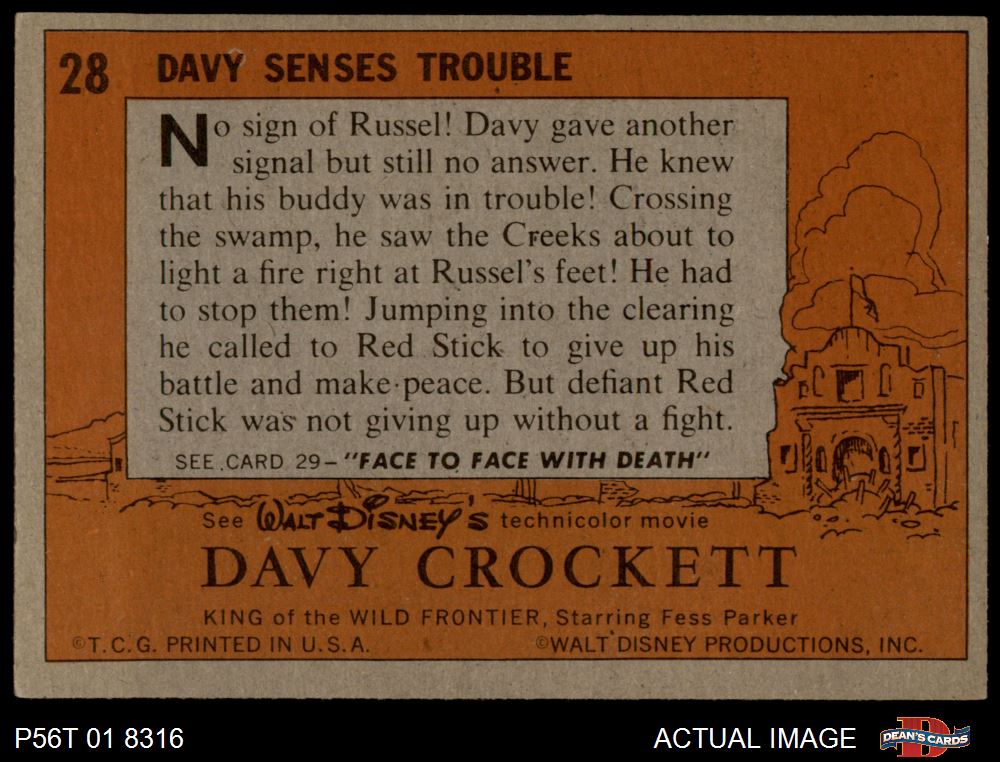 28 DAVY SENSES TROUBLE
No sign of Russel! Davy gave another
signal but still no answer. He knew
that his buddy was in trouble! Crossing
the swamp, he saw the Creeks about to
light a fire right at Russel's feet! He had
to stop them! Jumping into the clearing
he called to Red Stick to give up his
battle and make peace. But defiant Red
Stick was not giving up without a fight.
SEE CARD 29-"FACE TO FACE WITH DEATH"
See WALT DISNEY'S technicolor movie
DAVY CROCKETT
KING of the WILD FRONTIER, Starring Fess Parker
©T.C.G. PRINTED IN U.S.A. ©WALT DISNEY PRODUCTIONS, INC.
P56T 01 8316 ACTUAL IMAGE D DEAN'S CARDS